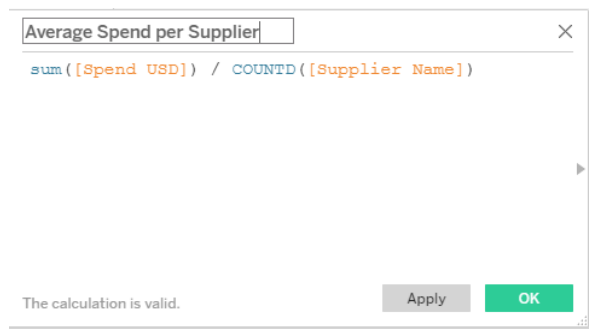 Average Spend per Supplier
sum([Spend USD]) / COUNTD([Supplier Name])
The calculation is valid.
Apply
OK